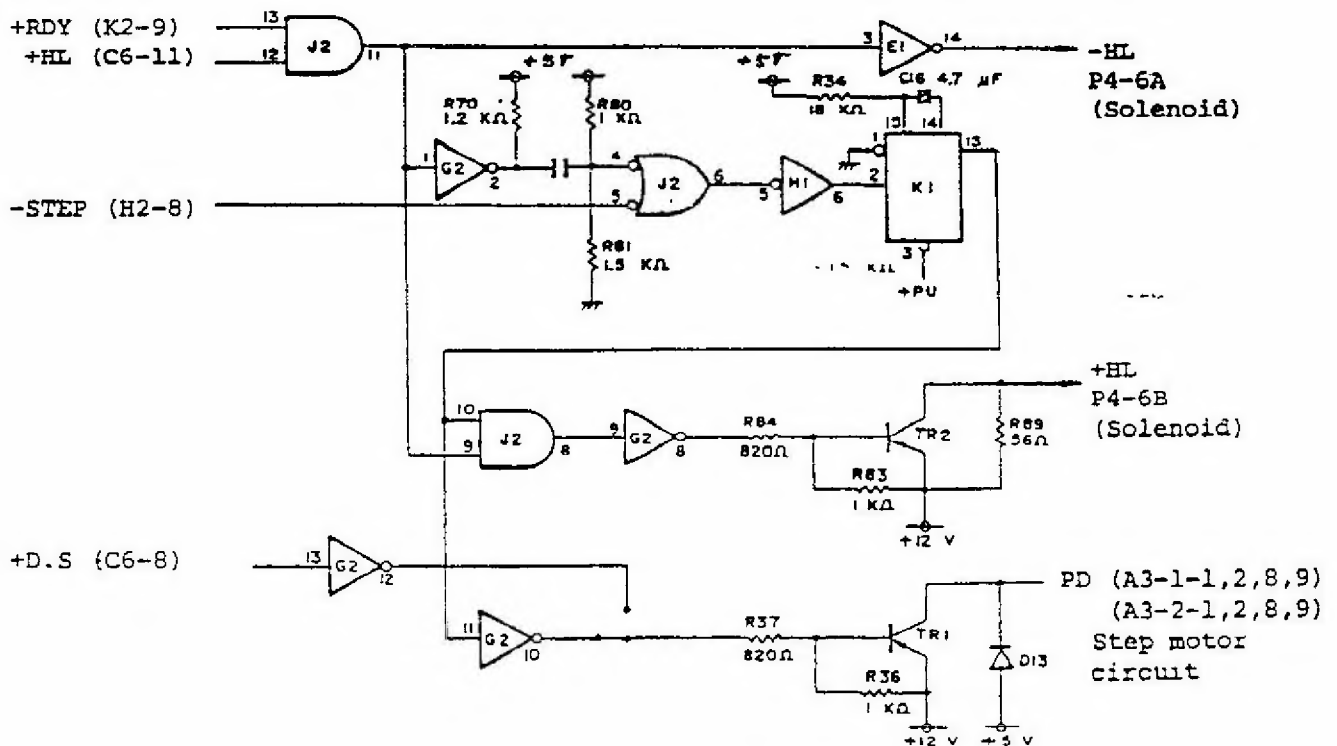 +RDY (K2-9)
13
+HL (C6-11)
12
J2
11
3
E1
14
-HL
P4-6A
(Solenoid)
+5V
R70
1.2 KΩ
R80
1 KΩ
+5V
R34
18 KΩ
C16 4.7 µF
15
14
1
13
1
G2
2
4
J2
6
5
H1
6
2
K1
-STEP (H2-8)
5
3
R81
1.5 KΩ
+PU
+HL
P4-6B
(Solenoid)
10
J2
9
8
9
G2
8
R84
820Ω
TR2
R89
56Ω
R83
1 KΩ
+12 V
+D.S (C6-8)
13
G2
12
PD (A3-1-1,2,8,9)
(A3-2-1,2,8,9)
Step motor
circuit
11
G2
10
R37
820Ω
TR1
D13
R36
1 KΩ
+12 V
+5 V